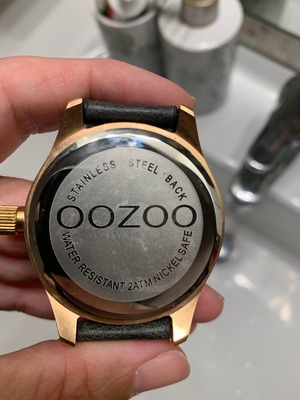 STAINLESS · STEEL · BACK
OOZOO
WATER RESISTANT 2ATM NICKEL SAFE